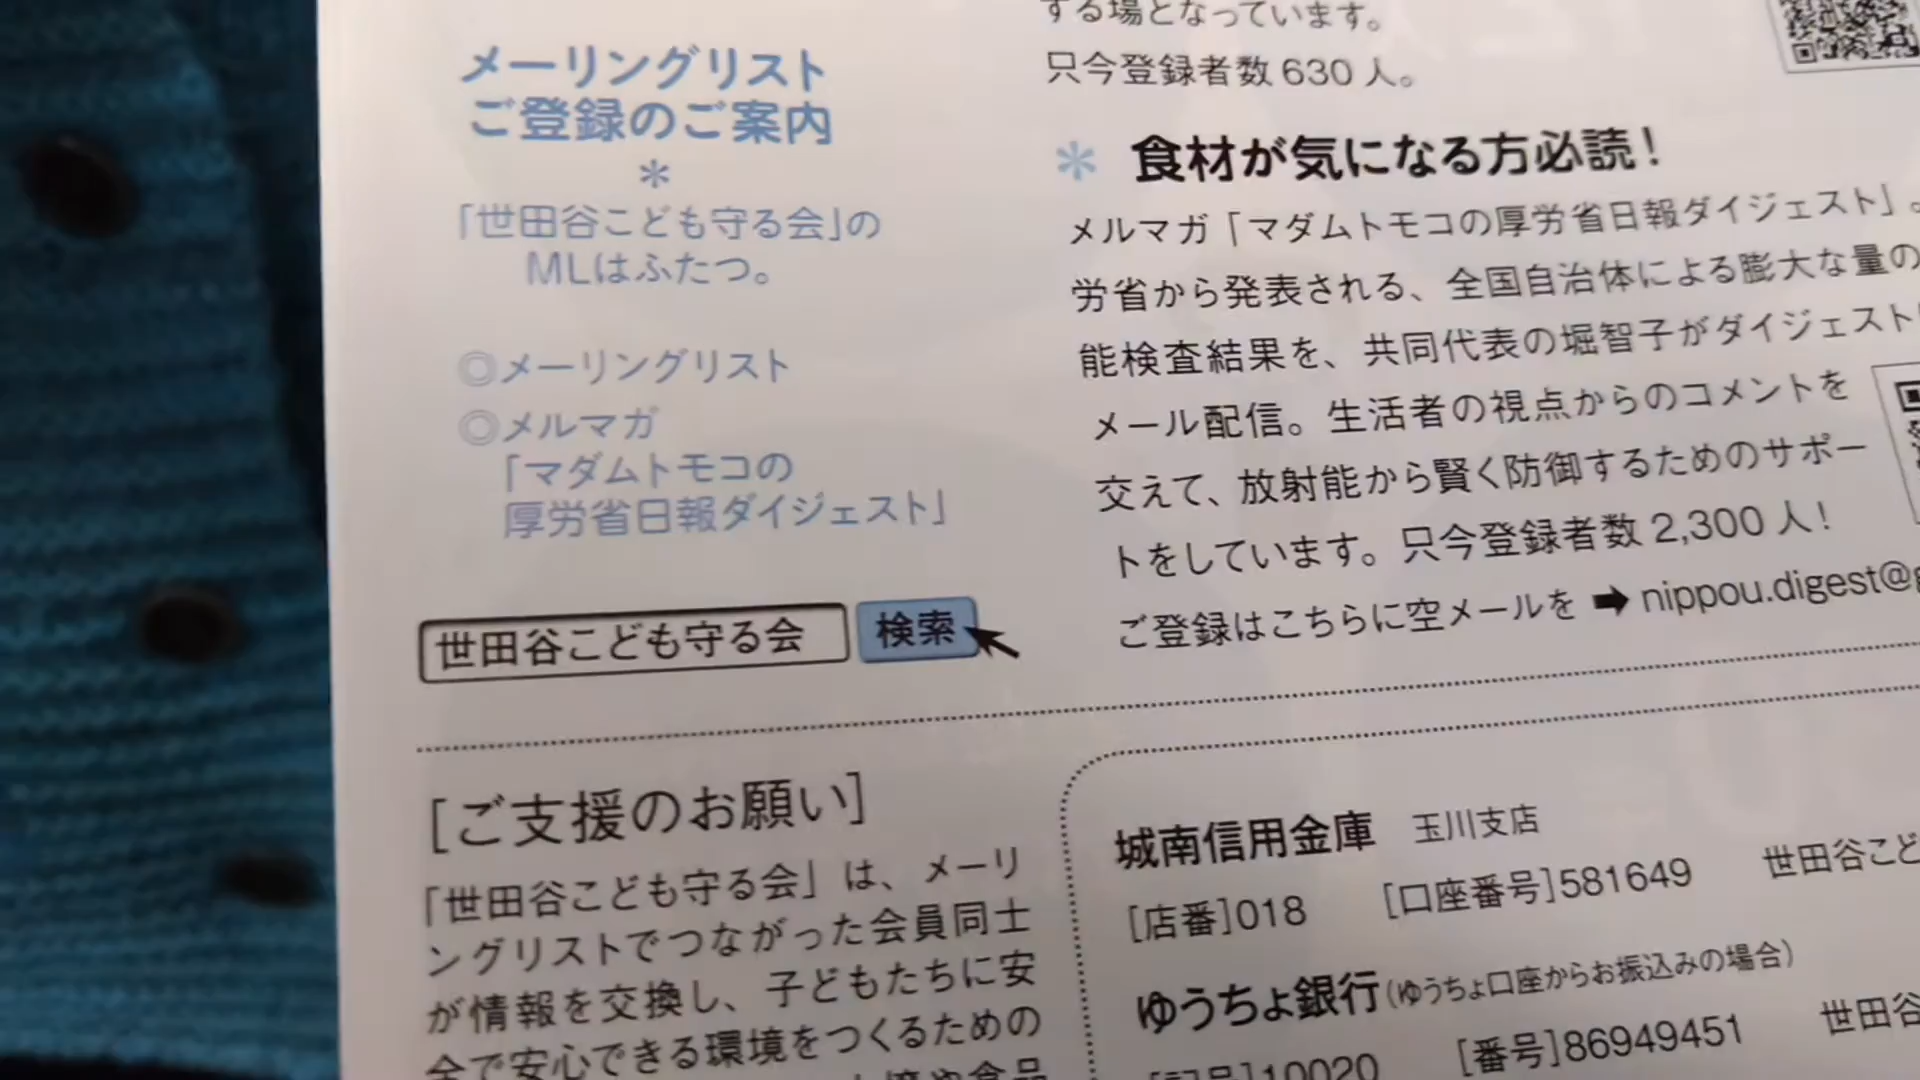 メーリングリスト
ご登録のご案内
*
「世田谷こども守る会」の
MLはふたつ。
◎メーリングリスト
◎メルマガ
「マダムトモコの
厚労省日報ダイジェスト」
世田谷こども守る会 検索
する場となっています。
只今登録者数 630 人。
* 食材が気になる方必読!
メルマガ「マダムトモコの厚労省日報ダイジェスト」。
労省から発表される、全国自治体による膨大な量の
能検査結果を、共同代表の堀智子がダイジェスト
メール配信。生活者の視点からのコメントを
交えて、放射能から賢く防御するためのサポー
トをしています。只今登録者数 2,300 人!
ご登録はこちらに空メールを ➡ nippou.digest@g
[ご支援のお願い]
「世田谷こども守る会」は、メーリ
ングリストでつながった会員同士
が情報を交換し、子どもたちに安
全で安心できる環境をつくるための
城南信用金庫 玉川支店
[店番]018 [口座番号]581649 世田谷こど
ゆうちょ銀行(ゆうちょ口座からお振込みの場合)
[記号]10020 [番号]86949451 世田谷